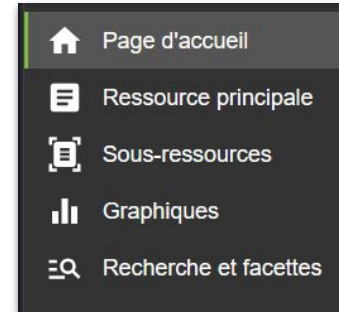 Page d'accueil
Ressource principale
Sous-ressources
Graphiques
Recherche et facettes